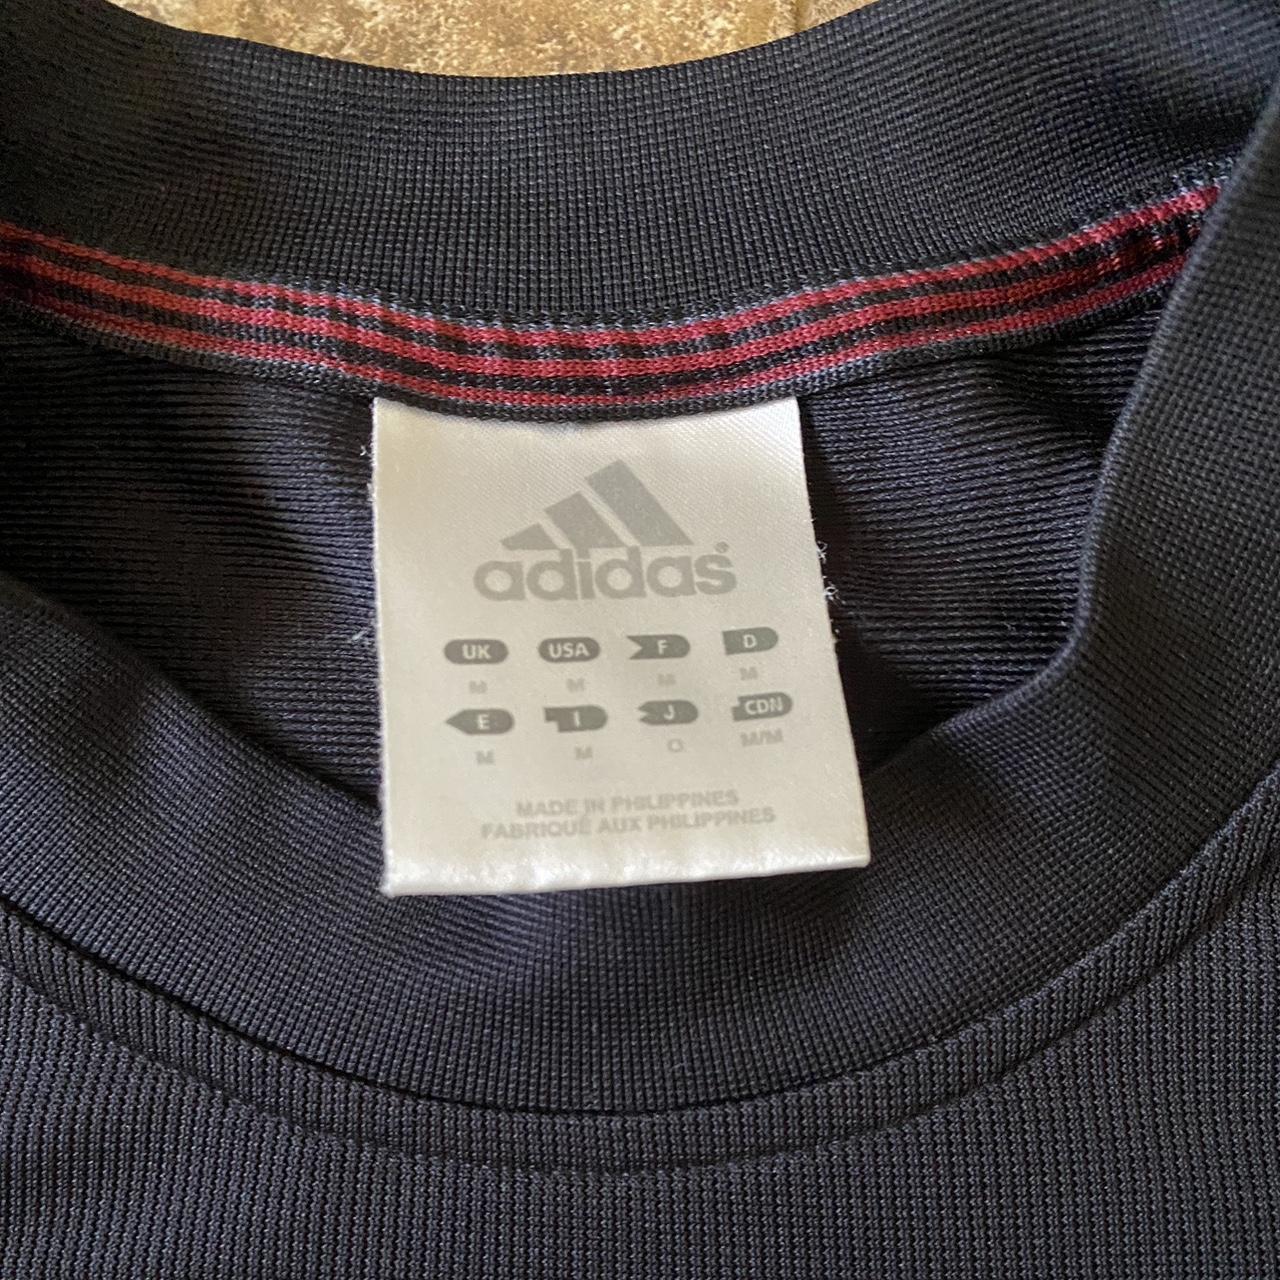 adidas®
UK USA F D
M M M M
E I J CDN
M M O M/M
MADE IN PHILIPPINES
FABRIQUÉ AUX PHILIPPINES